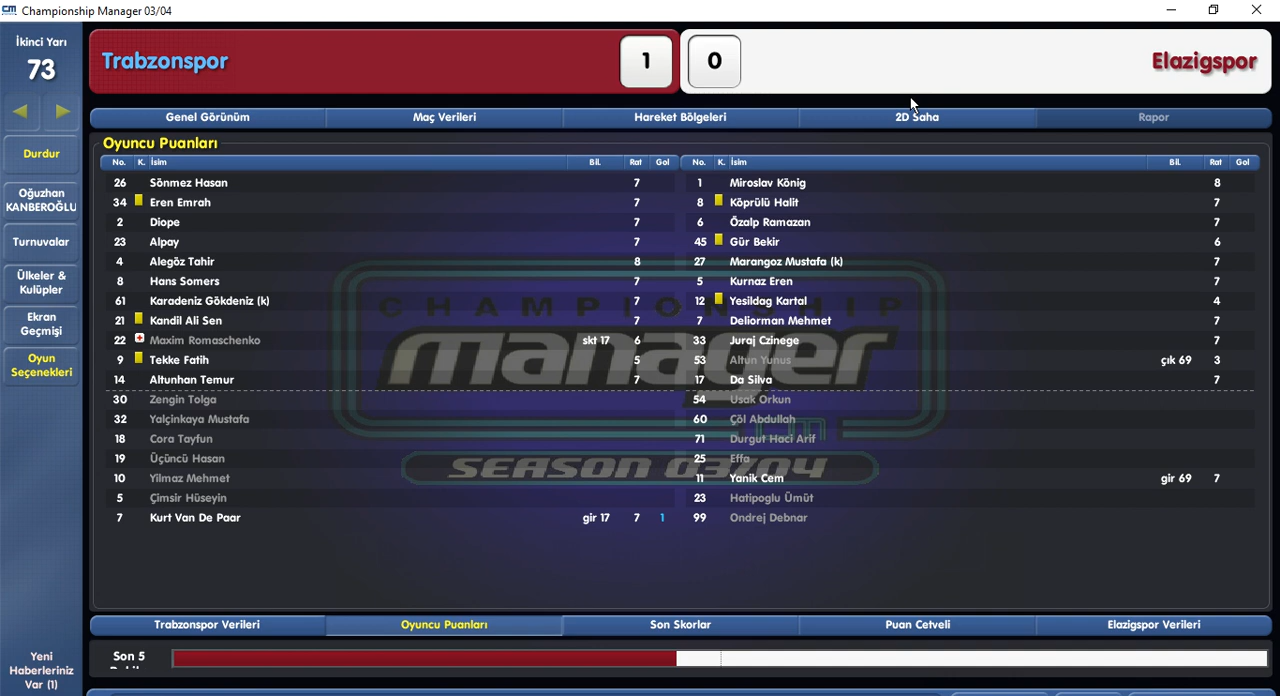 Championship Manager 03/04
İkinci Yarı
73
Durdur
Oğuzhan
KANBEROĞLU
Turnuvalar
Ülkeler &
Kulüpler
Ekran
Geçmişi
Oyun
Seçenekleri
Yeni
Haberleriniz
Var (1)
Trabzonspor 1 0 Elazigspor
Genel Görünüm Maç Verileri Hareket Bölgeleri 2D Saha Rapor
Oyuncu Puanları
No. K. İsim Bil. Rat Gol No. K. İsim Bil. Rat Gol
26 Sönmez Hasan 7 1 Miroslav König 8
34 Eren Emrah 7 8 Köprülü Halit 7
2 Diope 7 6 Özalp Ramazan 7
23 Alpay 7 45 Gür Bekir 6
4 Alegöz Tahir 8 27 Marangoz Mustafa (k) 7
8 Hans Somers 7 5 Kurnaz Eren 7
61 Karadeniz Gökdeniz (k) 7 12 Yesildag Kartal 4
21 Kandil Ali Sen 7 7 Deliorman Mehmet 7
22 Maxim Romaschenko skt 17 6 33 Juraj Czinege 7
9 Tekke Fatih 5 53 Altun Yunus çık 69 3
14 Altunhan Temur 7 17 Da Silva 7
30 Zengin Tolga 54 Usak Orkun
32 Yalçinkaya Mustafa 60 Çöl Abdullah
18 Cora Tayfun 71 Durgut Haci Arif
19 Üçüncü Hasan 25 Effa
10 Yilmaz Mehmet 11 Yanik Cem gir 69 7
5 Çimsir Hüseyin 23 Hatipoglu Ümüt
7 Kurt Van De Paar gir 17 7 1 99 Ondrej Debnar
CHAMPIONSHIP
manager
SEASON 03/04
Trabzonspor Verileri Oyuncu Puanları Son Skorlar Puan Cetveli Elazigspor Verileri
Son 5